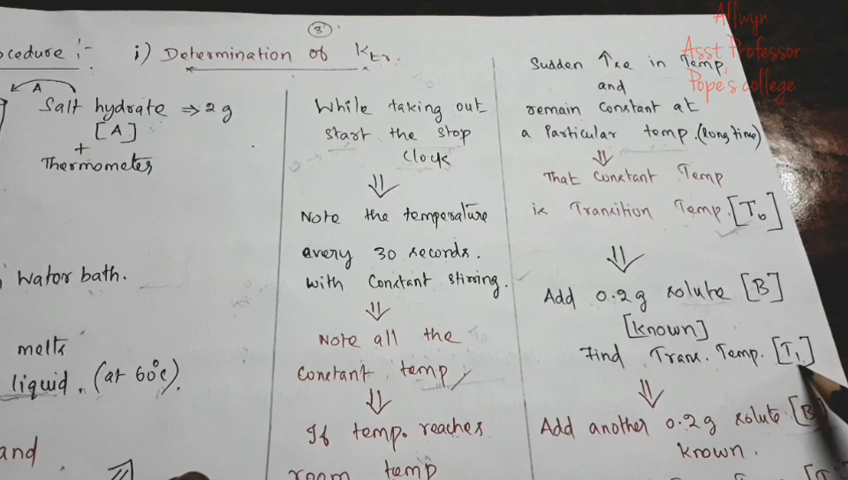 3
ocedure :- i) Determination of Ktr.
A
Salt hydrate ⇒ 2 g
[A]
+
Thermometer
water bath.
melts
liquid. (at 60°C).
and
While taking out
start the stop
clock
⇓
Note the temperature
every 30 seconds.
with constant stirring.
⇓
Note all the
constant temp
⇓
If temp. reaches
room temp
Sudden ↑se in Temp,
and
remain constant at
a Particular temp. (long time)
⇓
That constant Temp
is Transition Temp. [T0]
⇓
Add 0.2g solute [B]
[known]
Find Trans. Temp. [T1]
⇓
Add another 0.2g solute [B]
known.
Allwyn
Asst Professor
Pope's college